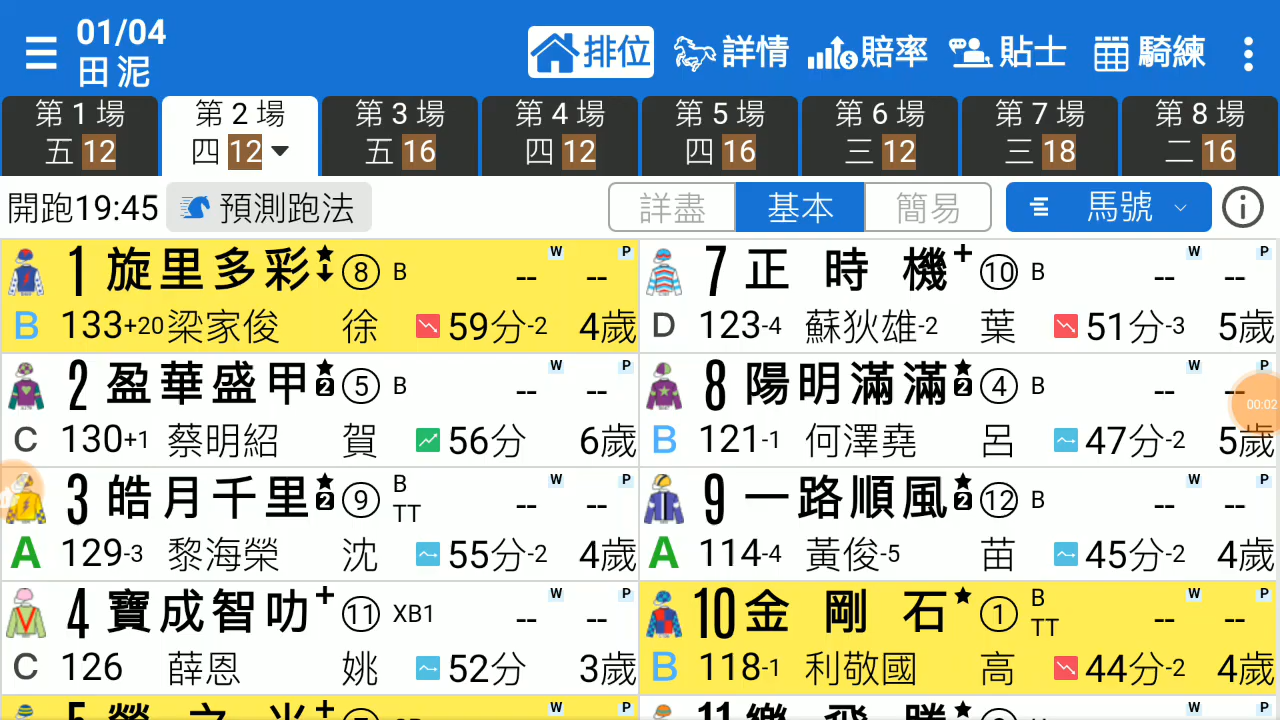 01/04
田 泥
排位
詳情
賠率
貼士
騎練
第 1 場
五 12
第 2 場
四 12
第 3 場
五 16
第 4 場
四 12
第 5 場
四 16
第 6 場
三 12
第 7 場
三 18
第 8 場
二 16
開跑19:45
預測跑法
詳盡
基本
簡易
馬號
1 旋里多彩 8 B -- W -- P
B 133+20 梁家俊 徐 59分-2 4歲
7 正時機+ 10 B -- W -- P
D 123-4 蘇狄雄-2 葉 51分-3 5歲
2 盈華盛甲 2 5 B -- W -- P
C 130+1 蔡明紹 賀 56分 6歲
8 陽明滿滿 2 4 B -- W -- P
B 121-1 何澤堯 呂 47分-2 5歲
00:02
3 皓月千里 2 9 B TT -- W -- P
A 129-3 黎海榮 沈 55分-2 4歲
9 一路順風 2 12 B -- W -- P
A 114-4 黃俊-5 苗 45分-2 4歲
4 寶成智叻+ 11 XB1 -- W -- P
C 126 薛恩 姚 52分 3歲
10 金剛石 1 B TT -- W -- P
B 118-1 利敬國 高 44分-2 4歲
W P
W P